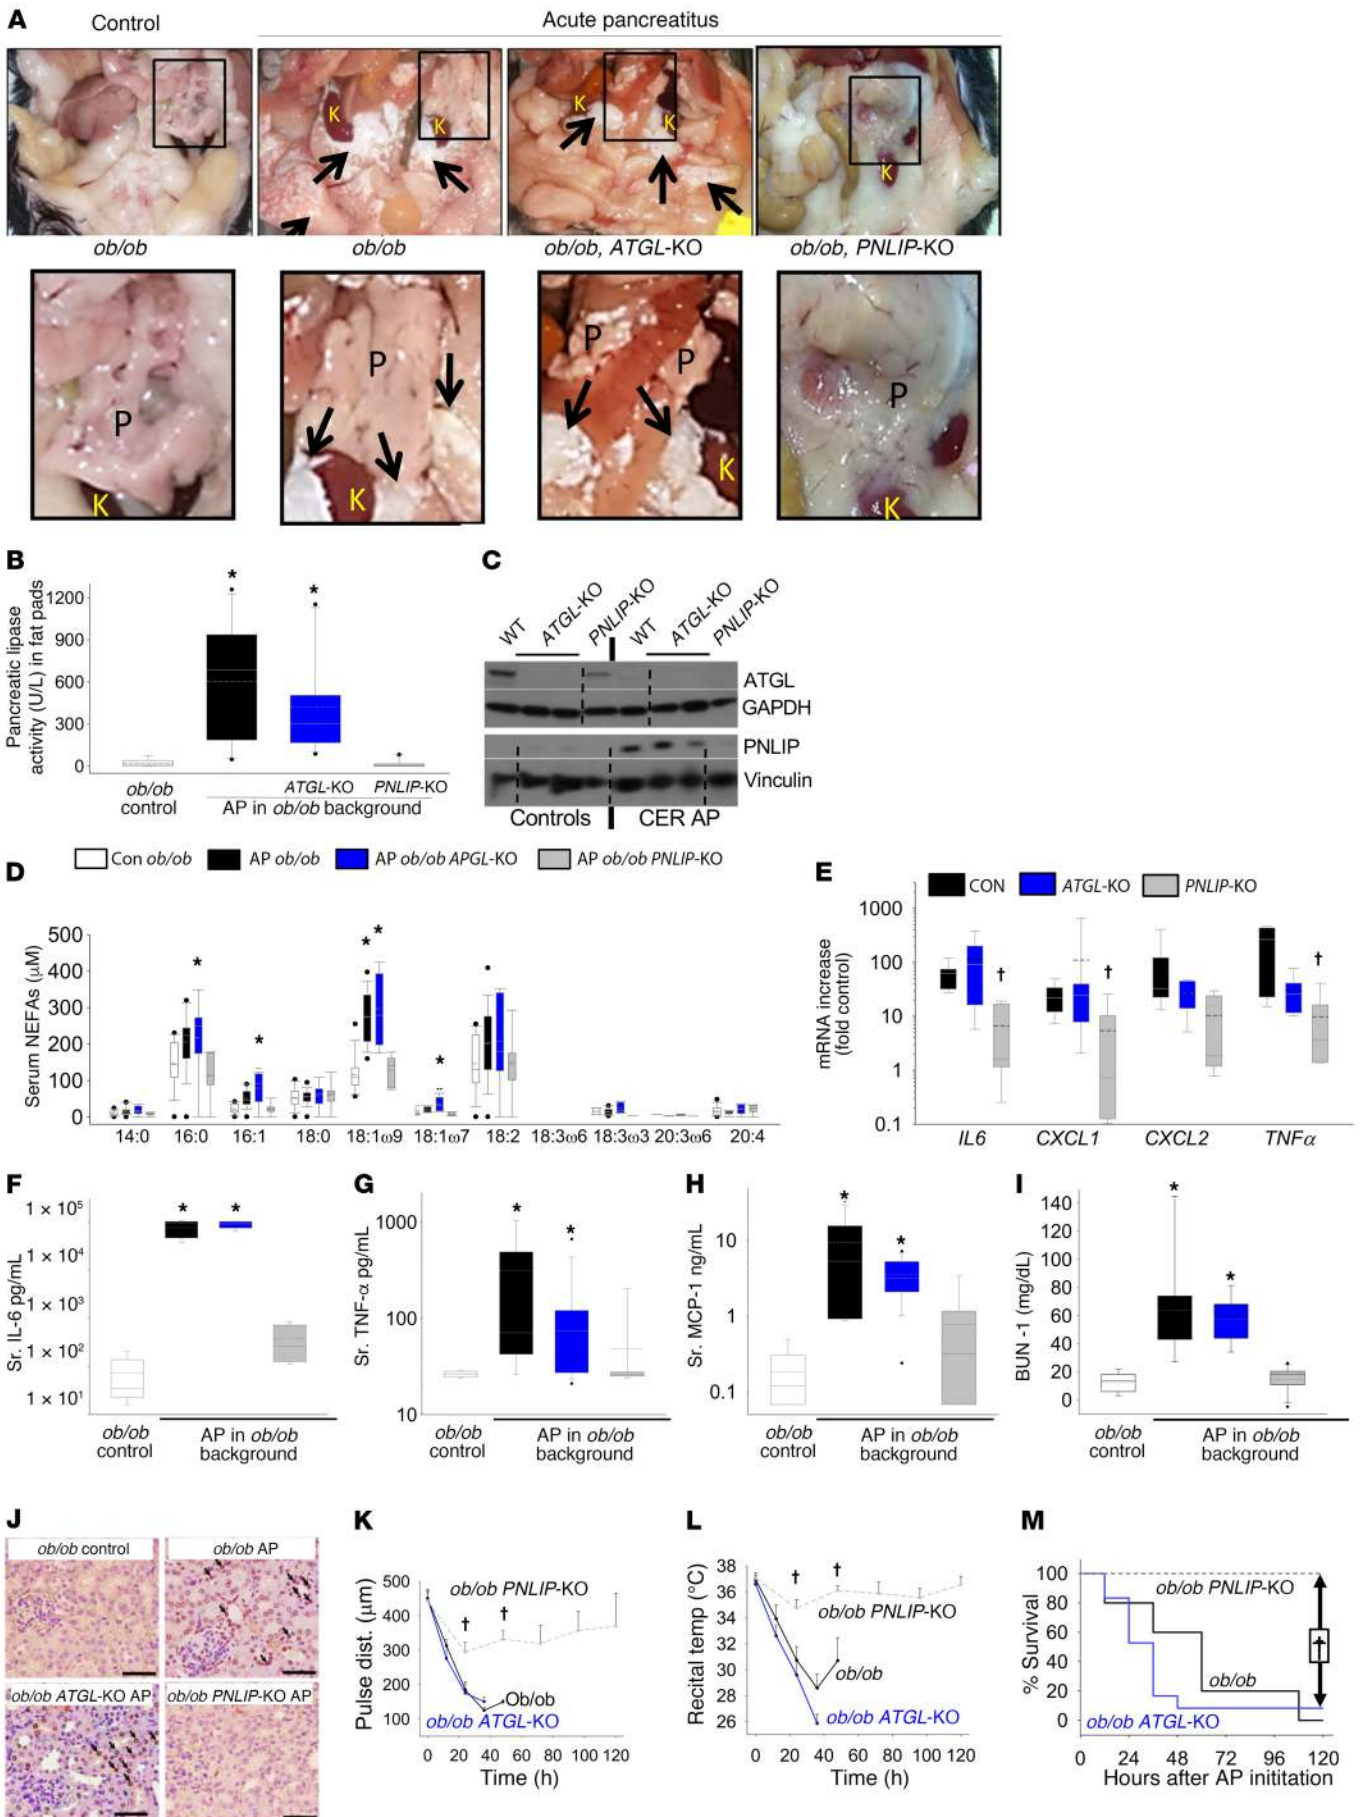 A
Control
Acute pancreatitus
K
K
K
K
K
ob/ob
ob/ob
ob/ob, ATGL-KO
ob/ob, PNLIP-KO
P
P
P
P
P
K
K
K
K
B
Pancreatic lipase
activity (U/L) in fat pads
1200
900
600
300
0
ob/ob
control
ATGL-KO
PNLIP-KO
AP in ob/ob background
*
*
C
WT
ATGL-KO
PNLIP-KO
WT
ATGL-KO
PNLIP-KO
ATGL
GAPDH
PNLIP
Vinculin
Controls
CER AP
Con ob/ob
AP ob/ob
AP ob/ob APGL-KO
AP ob/ob PNLIP-KO
D
Serum NEFAs (μM)
500
400
300
200
100
0
*
*
*
*
*
14:0 16:0 16:1 18:0 18:1ω9 18:1ω7 18:2 18:3ω6 18:3ω3 20:3ω6 20:4
E
CON
ATGL-KO
PNLIP-KO
mRNA increase
(fold control)
1000
100
10
1
0.1
†
†
†
IL6
CXCL1
CXCL2
TNFα
F
Sr. IL-6 pg/mL
1 × 10⁵
1 × 10⁴
1 × 10³
1 × 10²
1 × 10¹
*
*
ob/ob
control
AP in ob/ob
background
G
Sr. TNF-α pg/mL
1000
100
10
*
*
ob/ob
control
AP in ob/ob
background
H
Sr. MCP-1 ng/mL
10
1
0.1
*
*
ob/ob
control
AP in ob/ob
background
I
BUN -1 (mg/dL)
140
120
100
80
60
40
20
0
*
*
ob/ob
control
AP in ob/ob
background
J
ob/ob control
ob/ob AP
ob/ob ATGL-KO AP
ob/ob PNLIP-KO AP
K
Pulse dist. (μm)
500
400
300
200
100
ob/ob PNLIP-KO
†
†
Ob/ob
ob/ob ATGL-KO
0 20 40 60 80 100 120
Time (h)
L
Recital temp (°C)
38
36
34
32
30
28
26
†
†
ob/ob PNLIP-KO
ob/ob
ob/ob ATGL-KO
0 20 40 60 80 100 120
Time (h)
M
% Survival
100
80
60
40
20
0
ob/ob PNLIP-KO
†
ob/ob
ob/ob ATGL-KO
0 24 48 72 96 120
Hours after AP inititation